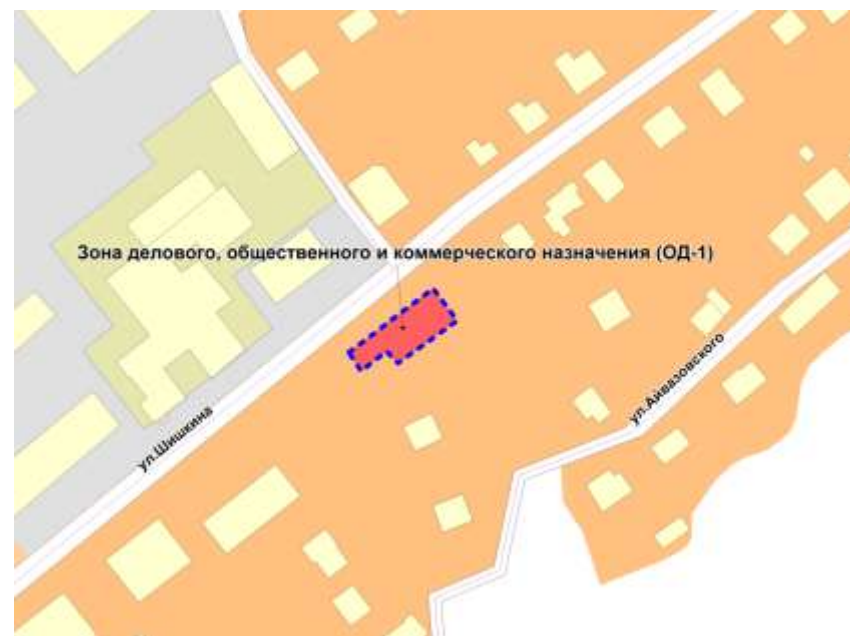 Зона делового, общественного и коммерческого назначения (ОД-1)
ул.Айвазовского
ул.Шишкина